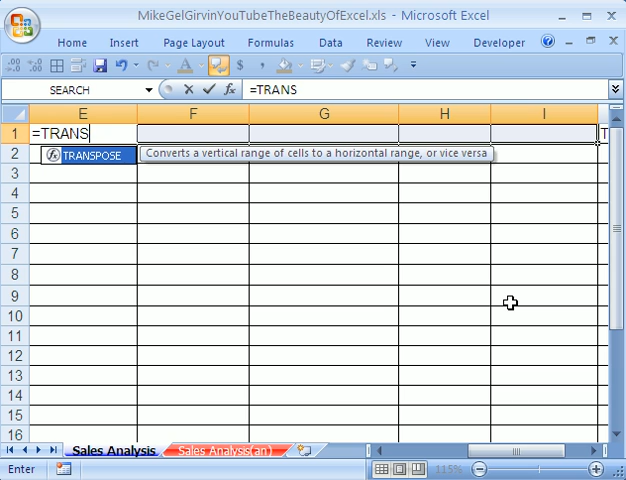 MikeGelGirvinYouTubeTheBeautyOfExcel.xls - Microsoft Excel
Home Insert Page Layout Formulas Data Review View Developer
SEARCH =TRANS
E F G H I
1 =TRANS T
2 TRANSPOSE Converts a vertical range of cells to a horizontal range, or vice versa
3
4
5
6
7
8
9
10
11
12
13
14
15
16
Sales Analysis Sales Analysis(an)
Enter 115%